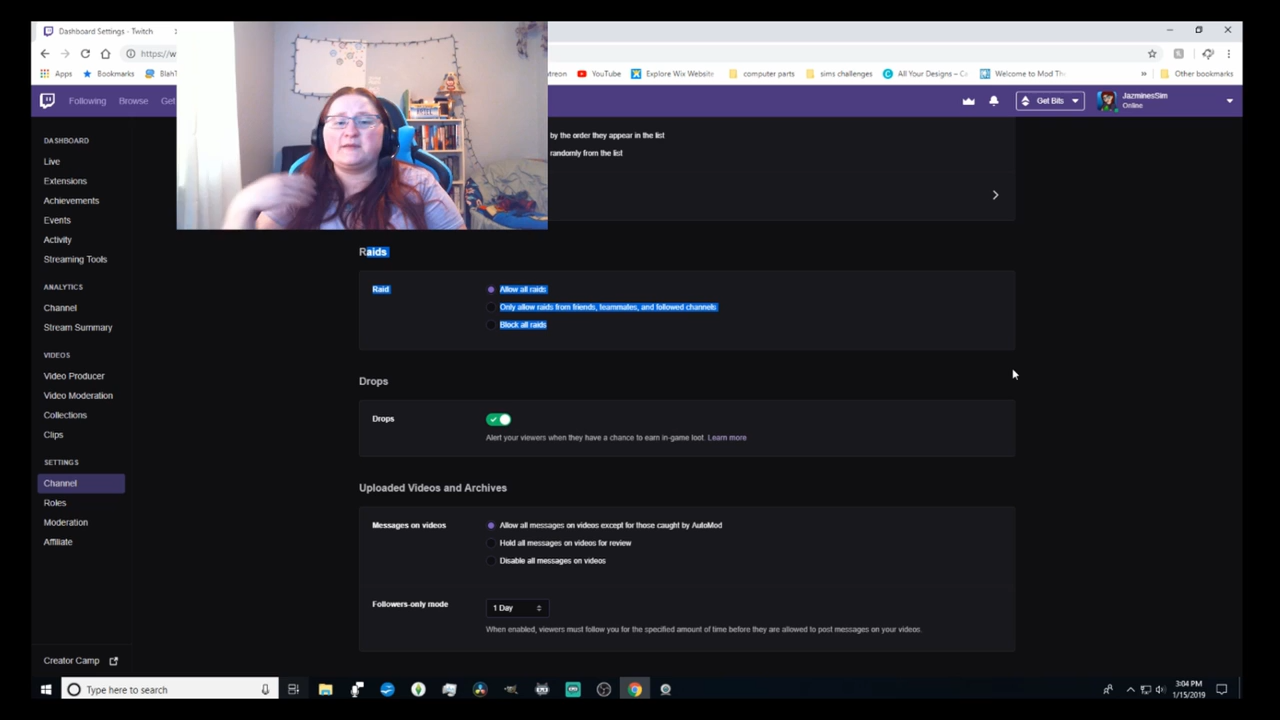 Dashboard Settings - Twitch
https://w
Apps
Bookmarks
YouTube
Explore Wix Website
computer parts
sims challenges
Other bookmarks
Following
Browse
Get Bits
JazminesSim
Online
DASHBOARD
Live
Extensions
Achievements
Events
Activity
Streaming Tools
ANALYTICS
Channel
Stream Summary
VIDEOS
Video Producer
Video Moderation
Collections
Clips
SETTINGS
Channel
Roles
Moderation
Affiliate
Creator Camp
by the order they appear in the list
randomly from the list
Raids
Raid
Allow all raids
Only allow raids from friends, teammates, and followed channels
Block all raids
Drops
Drops
Alert your viewers when they have a chance to earn in-game loot. Learn more
Uploaded Videos and Archives
Messages on videos
Allow all messages on videos except for those caught by AutoMod
Hold all messages on videos for review
Disable all messages on videos
Followers-only mode
1 Day
When enabled, viewers must follow you for the specified amount of time before they are allowed to post messages on your videos.
Type here to search
3:04 PM
1/15/2019